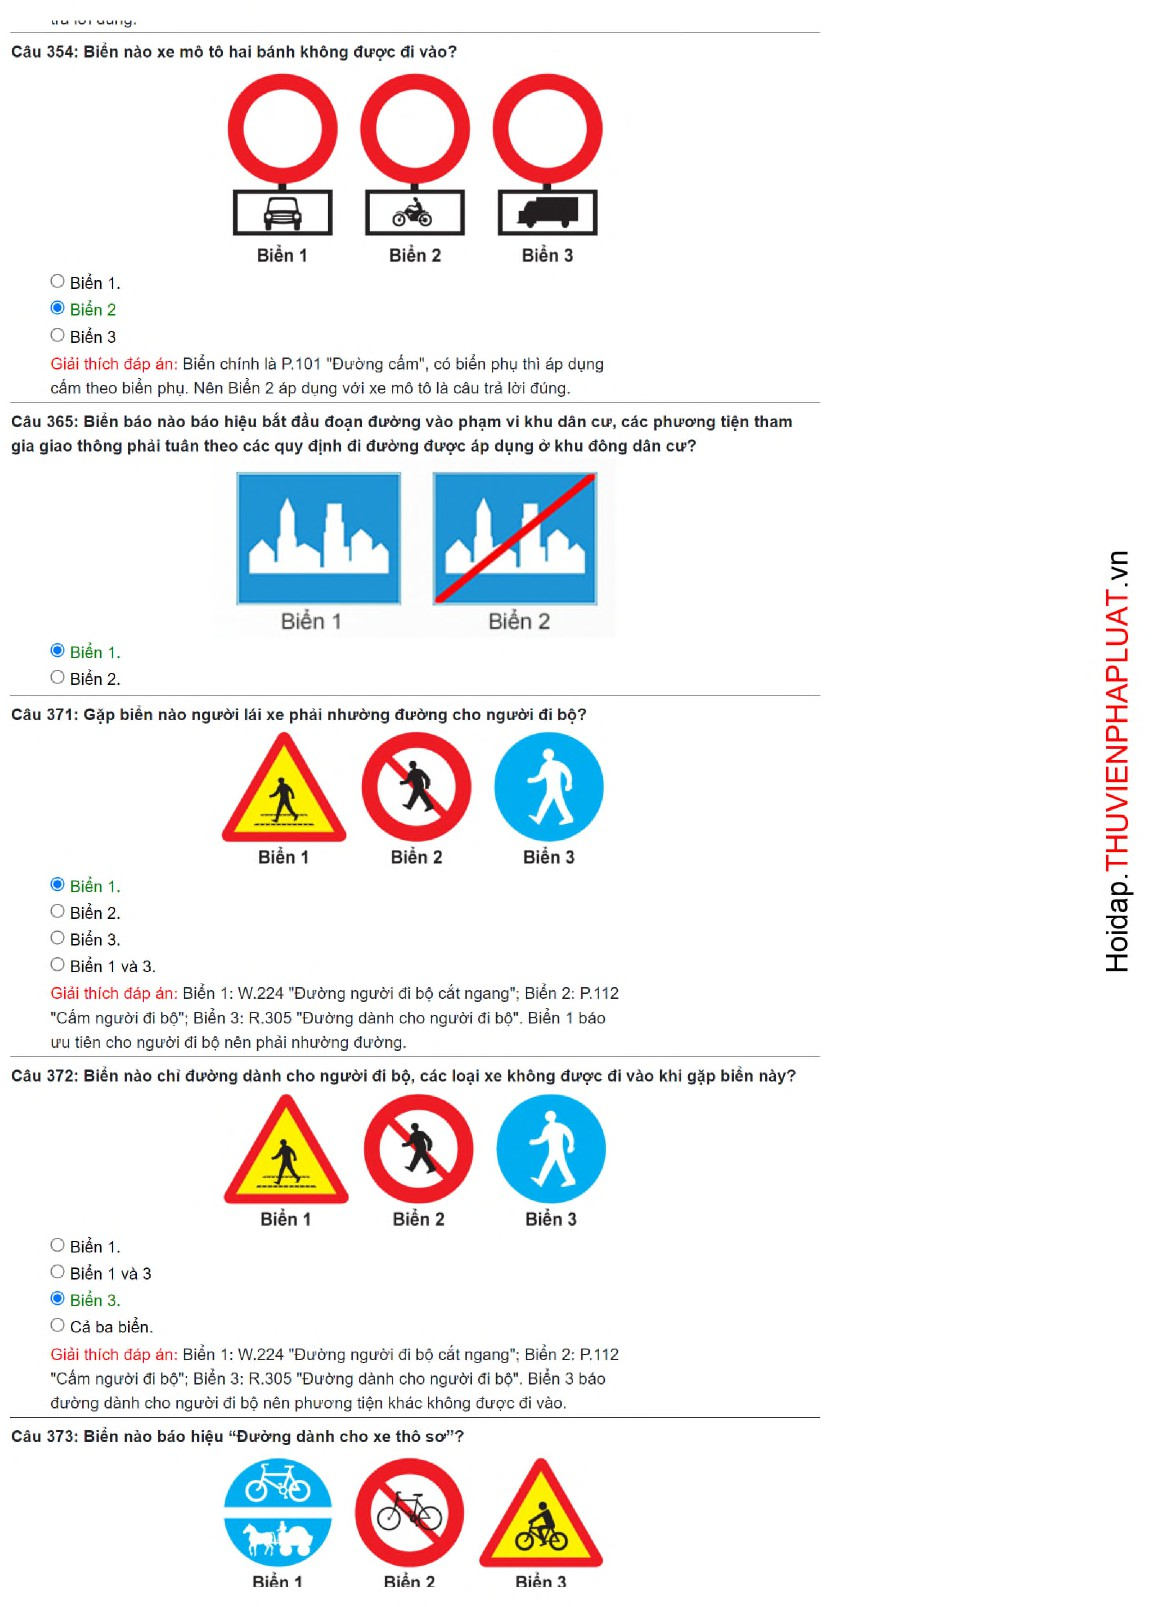 trả lời đúng.
Câu 354: Biển nào xe mô tô hai bánh không được đi vào?
Biển 1 Biển 2 Biển 3
Biển 1.
Biển 2
Biển 3
Giải thích đáp án: Biển chính là P.101 "Đường cấm", có biển phụ thì áp dụng
cấm theo biển phụ. Nên Biển 2 áp dụng với xe mô tô là câu trả lời đúng.
Câu 365: Biển báo nào báo hiệu bắt đầu đoạn đường vào phạm vi khu dân cư, các phương tiện tham
gia giao thông phải tuân theo các quy định đi đường được áp dụng ở khu đông dân cư?
Biển 1 Biển 2
Biển 1.
Biển 2.
Câu 371: Gặp biển nào người lái xe phải nhường đường cho người đi bộ?
Biển 1 Biển 2 Biển 3
Biển 1.
Biển 2.
Biển 3.
Biển 1 và 3.
Giải thích đáp án: Biển 1: W.224 "Đường người đi bộ cắt ngang"; Biển 2: P.112
"Cấm người đi bộ"; Biển 3: R.305 "Đường dành cho người đi bộ". Biển 1 báo
ưu tiên cho người đi bộ nên phải nhường đường.
Câu 372: Biển nào chỉ đường dành cho người đi bộ, các loại xe không được đi vào khi gặp biển này?
Biển 1 Biển 2 Biển 3
Biển 1.
Biển 1 và 3
Biển 3.
Cả ba biển.
Giải thích đáp án: Biển 1: W.224 "Đường người đi bộ cắt ngang"; Biển 2: P.112
"Cấm người đi bộ"; Biển 3: R.305 "Đường dành cho người đi bộ". Biển 3 báo
đường dành cho người đi bộ nên phương tiện khác không được đi vào.
Câu 373: Biển nào báo hiệu “Đường dành cho xe thô sơ”?
Biển 1 Biển 2 Biển 3
Hoidap.THUVIENPHAPLUAT.vn